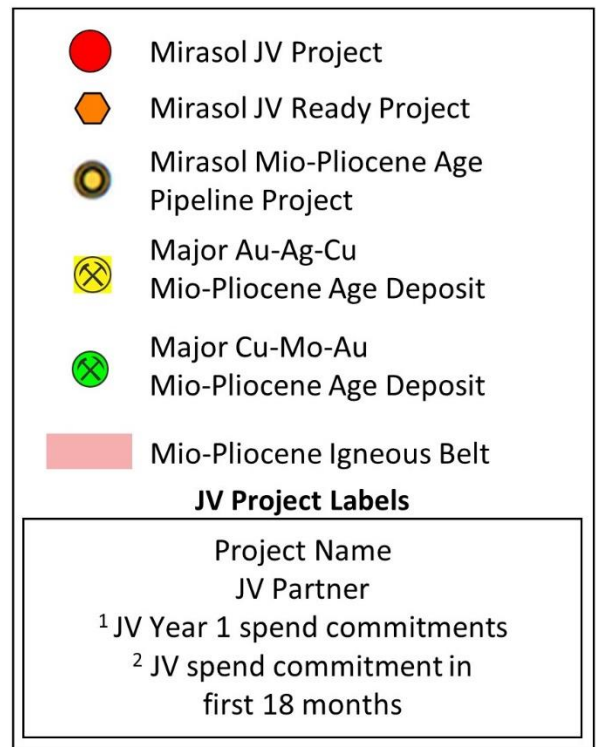 Mirasol JV Project
Mirasol JV Ready Project
Mirasol Mio-Pliocene Age
Pipeline Project
Major Au-Ag-Cu
Mio-Pliocene Age Deposit
Major Cu-Mo-Au
Mio-Pliocene Age Deposit
Mio-Pliocene Igneous Belt
JV Project Labels
Project Name
JV Partner
¹ JV Year 1 spend commitments
² JV spend commitment in
first 18 months